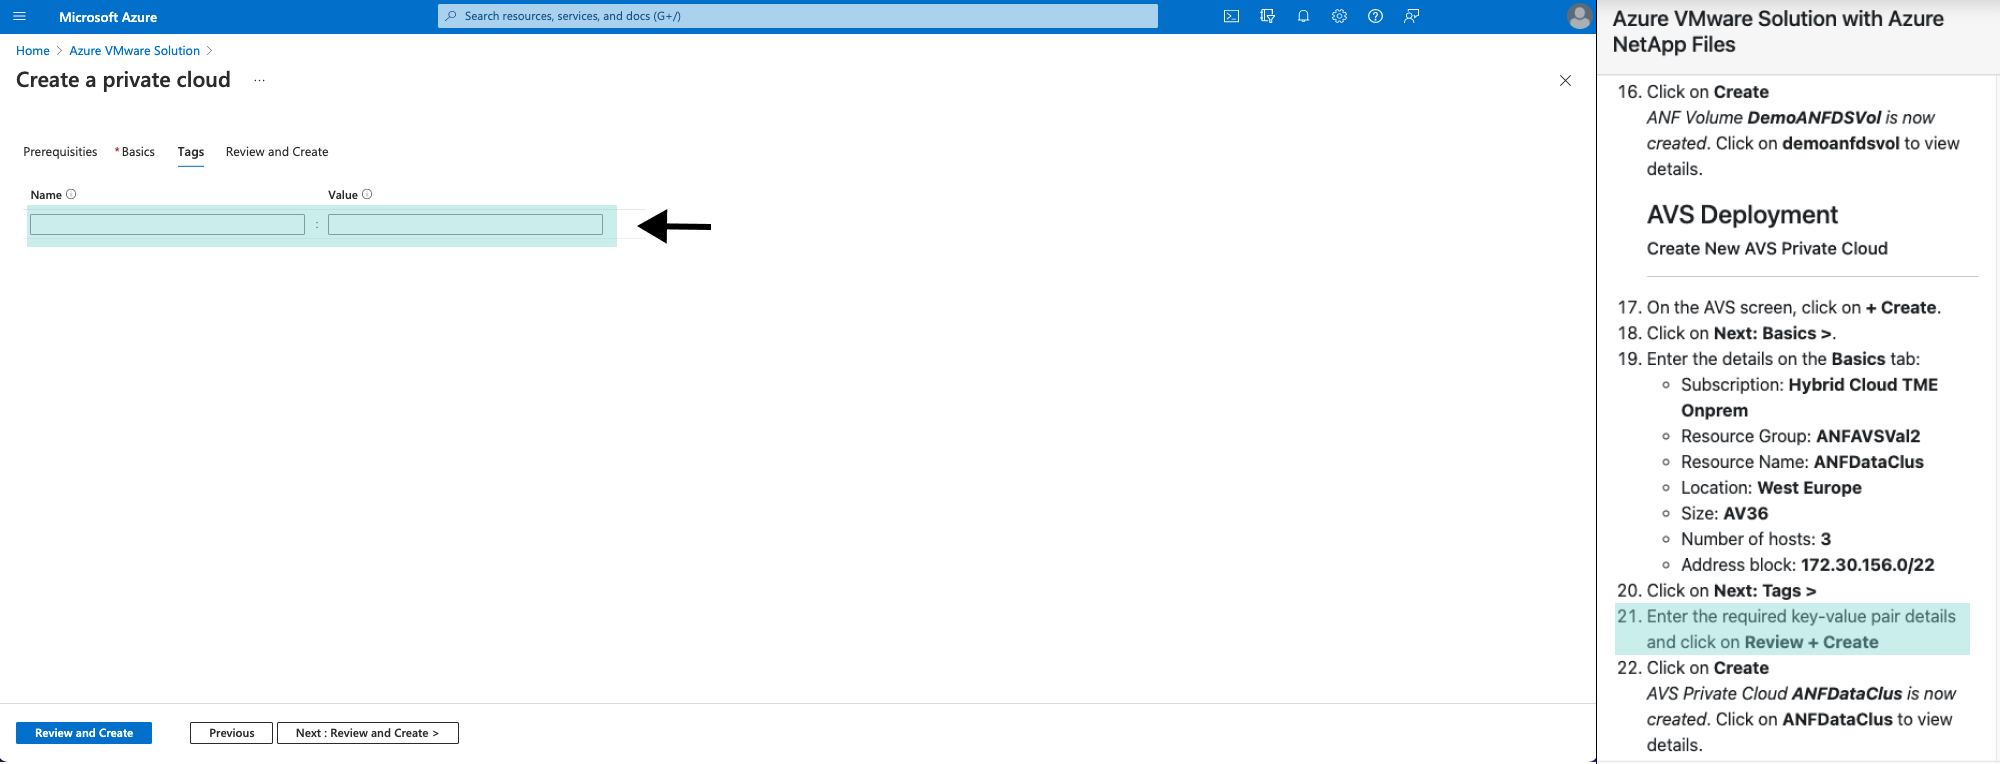 Microsoft Azure
Search resources, services, and docs (G+/)
Home > Azure VMware Solution >
Create a private cloud ...
Prerequisities * Basics Tags Review and Create
Name Value
:
Review and Create Previous Next : Review and Create >
Azure VMware Solution with Azure
NetApp Files
16. Click on Create
ANF Volume DemoANFDSVol is now
created. Click on demoanfdsvol to view
details.
AVS Deployment
Create New AVS Private Cloud
17. On the AVS screen, click on + Create.
18. Click on Next: Basics >.
19. Enter the details on the Basics tab:
Subscription: Hybrid Cloud TME
Onprem
Resource Group: ANFAVSVal2
Resource Name: ANFDataClus
Location: West Europe
Size: AV36
Number of hosts: 3
Address block: 172.30.156.0/22
20. Click on Next: Tags >
21. Enter the required key-value pair details
and click on Review + Create
22. Click on Create
AVS Private Cloud ANFDataClus is now
created. Click on ANFDataClus to view
details.